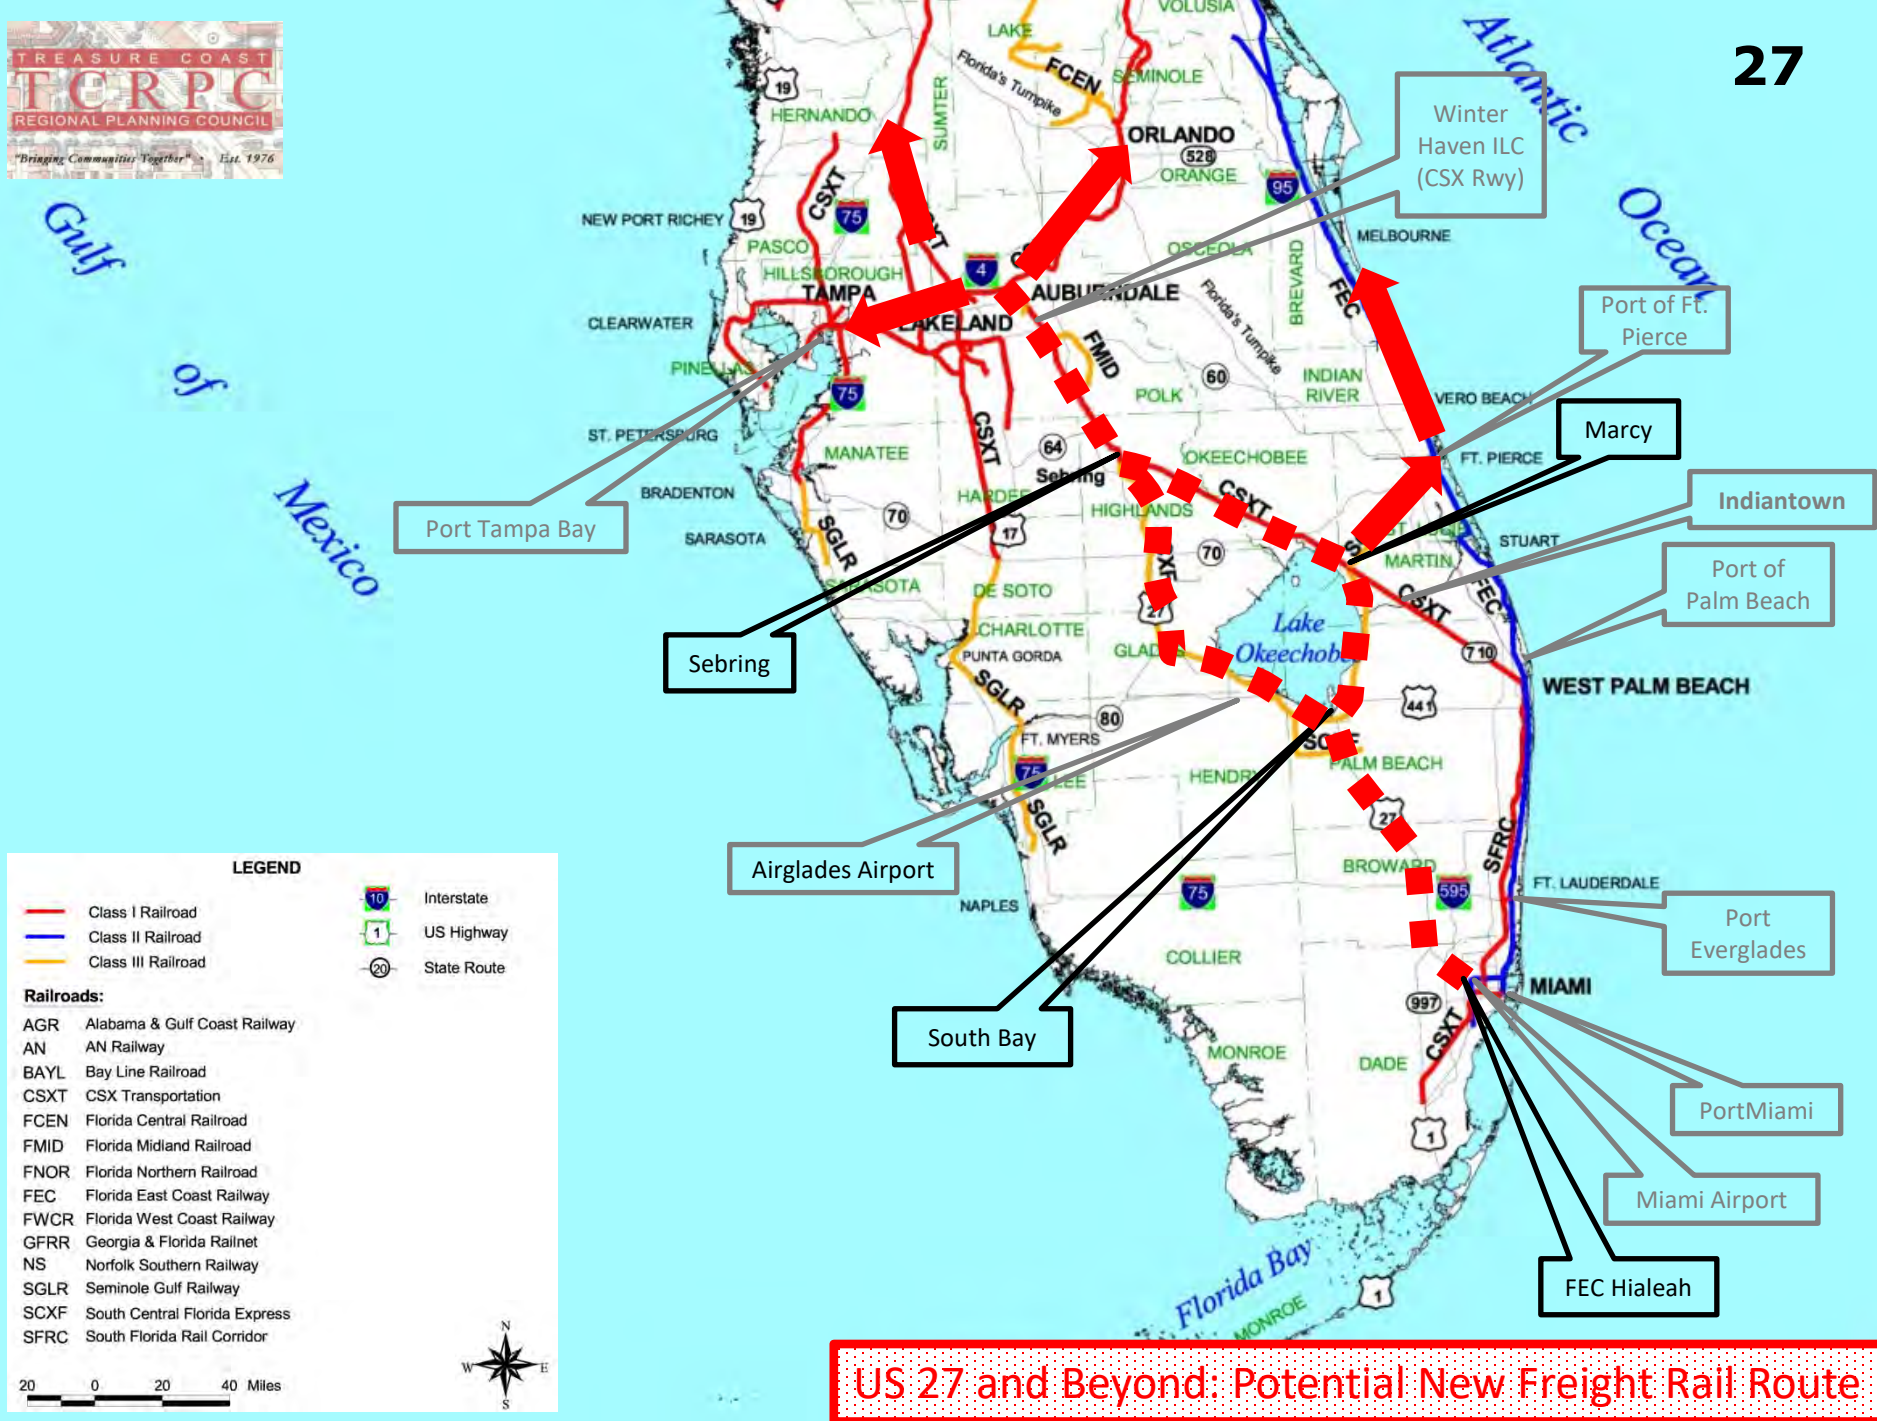 TREASURE COAST
TCRPC
REGIONAL PLANNING COUNCIL
"Bringing Communities Together" • Est. 1976
27
Atlantic
Ocean
Gulf
of
Mexico
VOLUSIA
LAKE
Florida's Turnpike
FCEN
SEMINOLE
19
HERNANDO
SUMTER
ORLANDO
528
ORANGE
95
Winter
Haven ILC
(CSX Rwy)
CSXT
NEW PORT RICHEY
19
75
PASCO
MELBOURNE
OSCEOLA
BREVARD
HILLSBOROUGH
4
TAMPA
AUBURNDALE
Florida's Turnpike
FEC
Port of Ft.
Pierce
CLEARWATER
LAKELAND
FMID
PINELLAS
75
60
INDIAN
RIVER
POLK
VERO BEACH
Marcy
ST. PETERSBURG
MANATEE
CSXT
64
Sebring
OKEECHOBEE
FT. PIERCE
BRADENTON
HARDEE
HIGHLANDS
CSXT
Indiantown
Port Tampa Bay
SARASOTA
SGLR
70
17
70
MARTIN
STUART
SARASOTA
DE SOTO
27
CSXT
FEC
Port of
Palm Beach
CHARLOTTE
Lake
Okeechobee
Sebring
PUNTA GORDA
GLADES
710
SGLR
WEST PALM BEACH
441
80
FT. MYERS
75
LEE
HENDRY
PALM BEACH
SGLR
27
Airglades Airport
BROWARD
SFRC
NAPLES
75
595
FT. LAUDERDALE
Port
Everglades
COLLIER
MIAMI
997
South Bay
CSXT
MONROE
DADE
PortMiami
1
Miami Airport
Florida Bay
FEC Hialeah
1
MONROE
LEGEND
Class I Railroad
Class II Railroad
Class III Railroad
10 Interstate
1 US Highway
20 State Route
Railroads:
AGR Alabama & Gulf Coast Railway
AN AN Railway
BAYL Bay Line Railroad
CSXT CSX Transportation
FCEN Florida Central Railroad
FMID Florida Midland Railroad
FNOR Florida Northern Railroad
FEC Florida East Coast Railway
FWCR Florida West Coast Railway
GFRR Georgia & Florida Railnet
NS Norfolk Southern Railway
SGLR Seminole Gulf Railway
SCXF South Central Florida Express
SFRC South Florida Rail Corridor
20 0 20 40 Miles
N
W E
S
US 27 and Beyond: Potential New Freight Rail Route